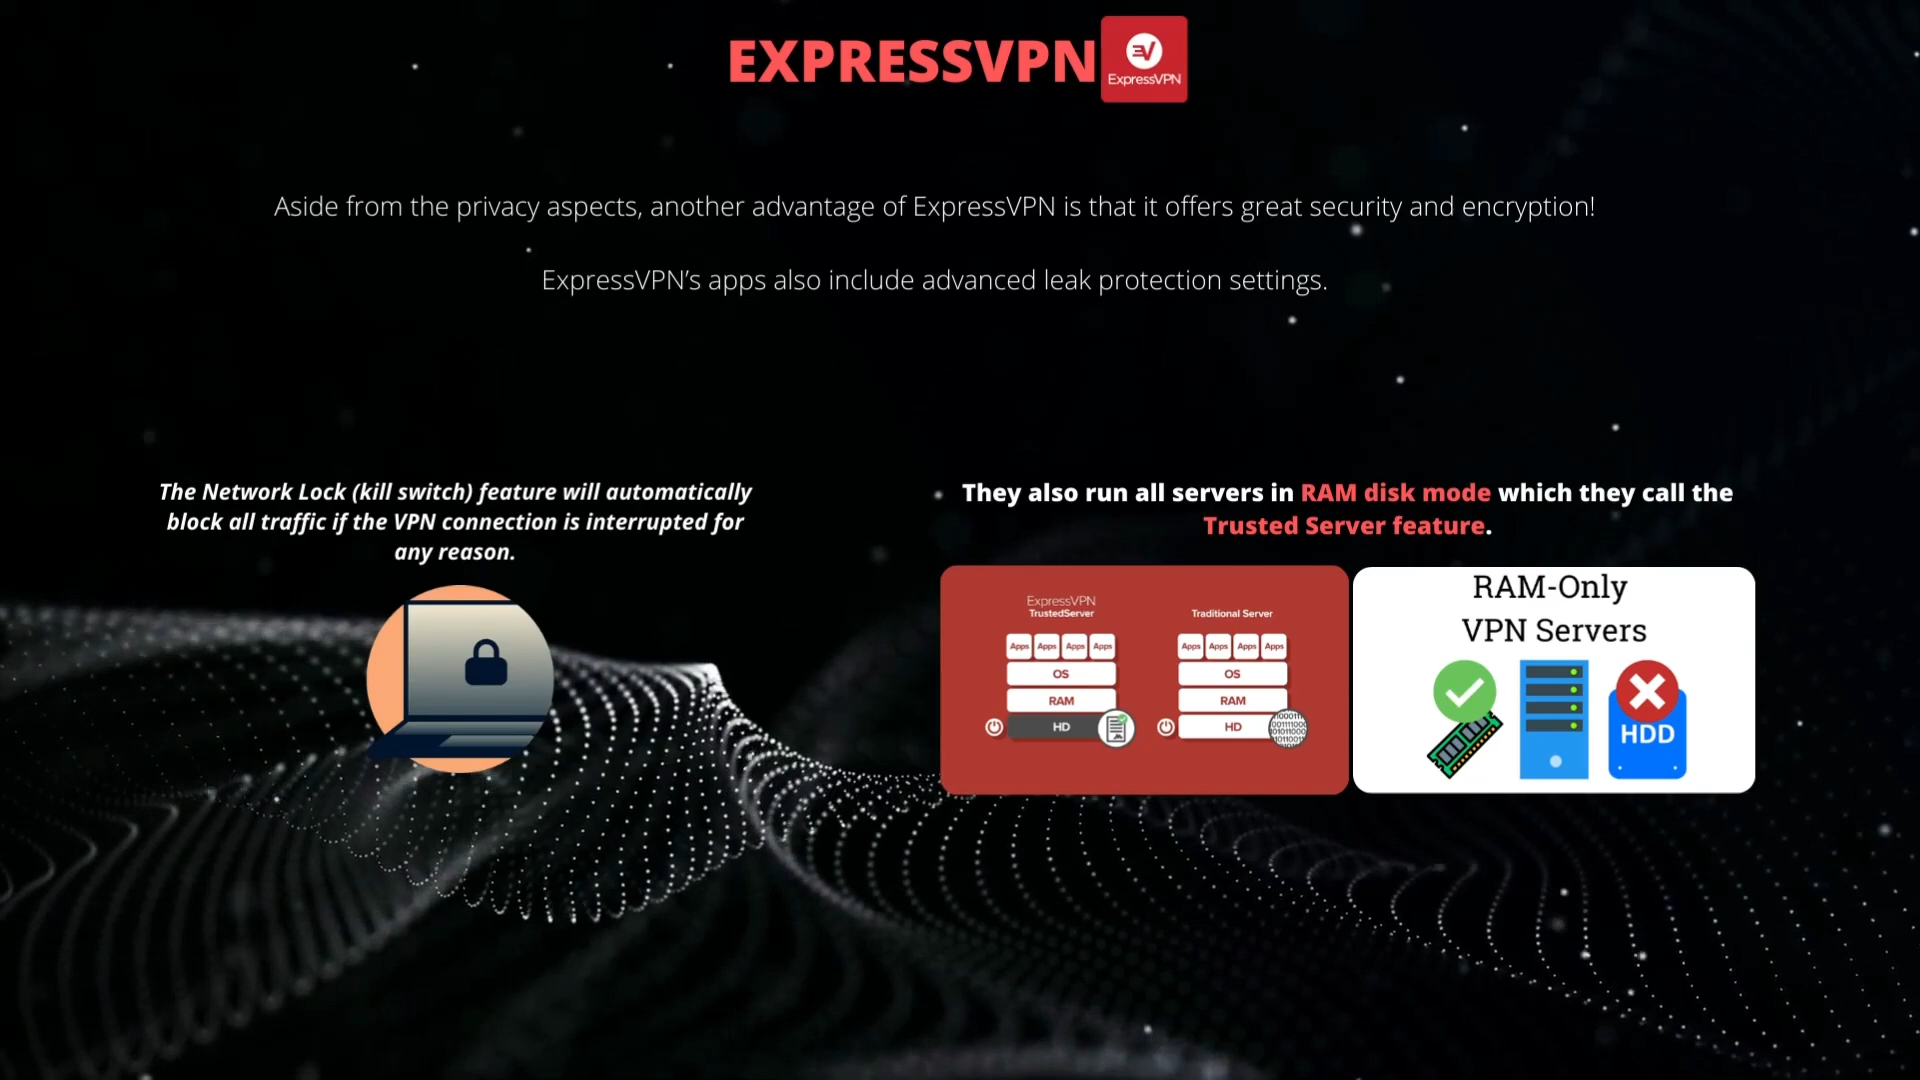 EXPRESSVPN
ExpressVPN
Aside from the privacy aspects, another advantage of ExpressVPN is that it offers great security and encryption!
ExpressVPN’s apps also include advanced leak protection settings.
The Network Lock (kill switch) feature will automatically
block all traffic if the VPN connection is interrupted for
any reason.
They also run all servers in RAM disk mode which they call the
Trusted Server feature.
ExpressVPN
TrustedServer
Apps Apps Apps Apps
OS
RAM
HD
Traditional Server
Apps Apps Apps Apps
OS
RAM
HD
RAM-Only
VPN Servers
HDD